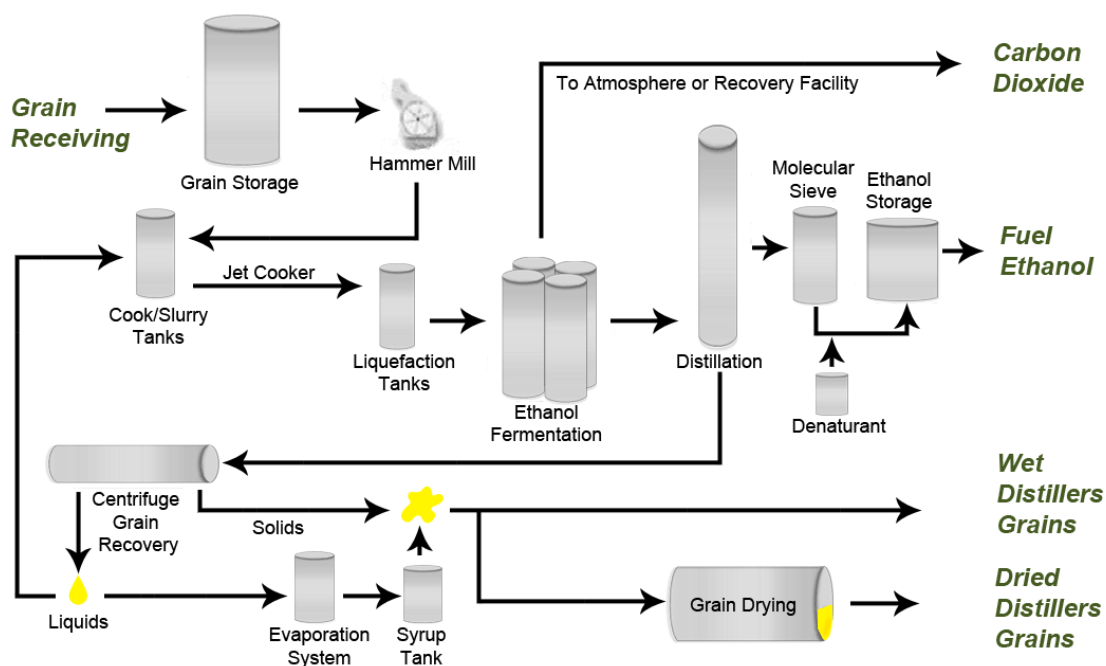 Grain
Receiving
Grain Storage
Hammer Mill
To Atmosphere or Recovery Facility
Carbon
Dioxide
Cook/Slurry
Tanks
Jet Cooker
Liquefaction
Tanks
Ethanol
Fermentation
Distillation
Molecular
Sieve
Ethanol
Storage
Denaturant
Fuel
Ethanol
Centrifuge
Grain
Recovery
Solids
Liquids
Evaporation
System
Syrup
Tank
Grain Drying
Wet
Distillers
Grains
Dried
Distillers
Grains